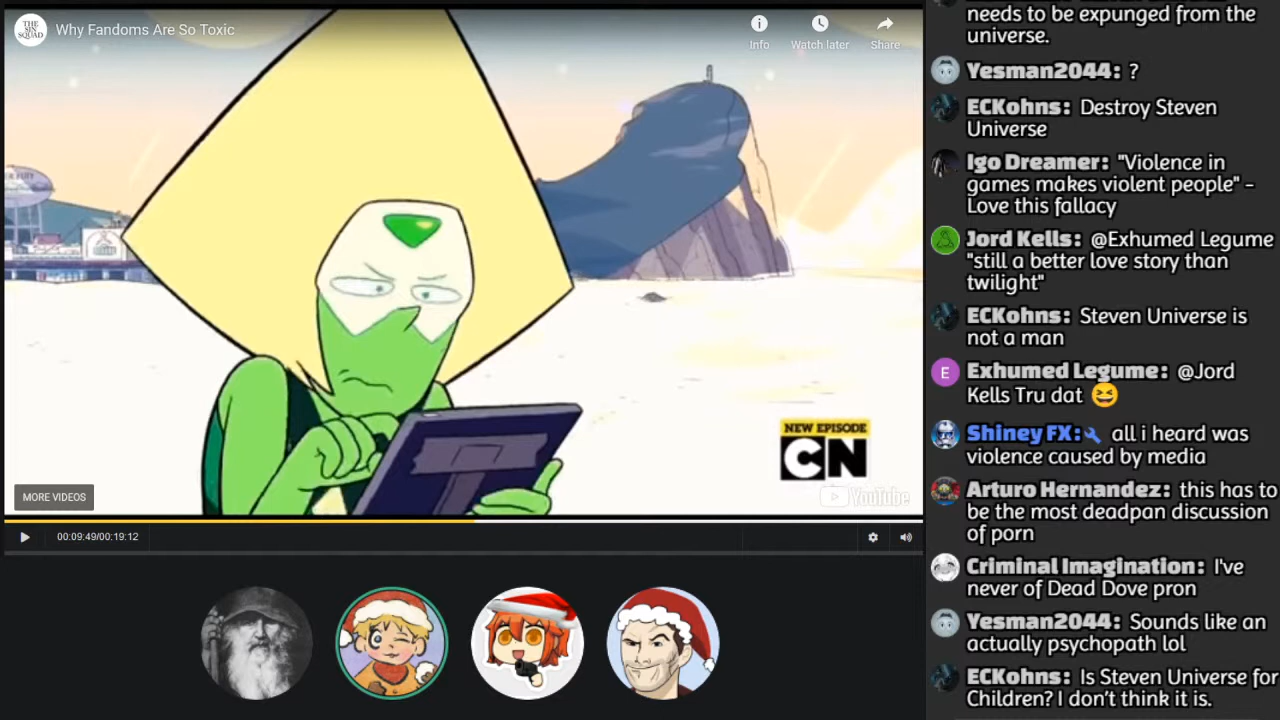 THE
SIN
SQUAD
Why Fandoms Are So Toxic
Info
Watch later
Share
NEW EPISODE
CN
YouTube
MORE VIDEOS
00:09:49/00:19:12
needs to be expunged from the
universe.
Yesman2044: ?
ECKohns: Destroy Steven
Universe
Igo Dreamer: "Violence in
games makes violent people" -
Love this fallacy
Jord Kells: @Exhumed Legume
"still a better love story than
twilight"
ECKohns: Steven Universe is
not a man
E
Exhumed Legume: @Jord
Kells Tru dat 😆
Shiney FX:🔧 all i heard was
violence caused by media
Arturo Hernandez: this has to
be the most deadpan discussion
of porn
Criminal Imagination: I've
never of Dead Dove pron
Yesman2044: Sounds like an
actually psychopath lol
ECKohns: Is Steven Universe for
Children? I don't think it is.